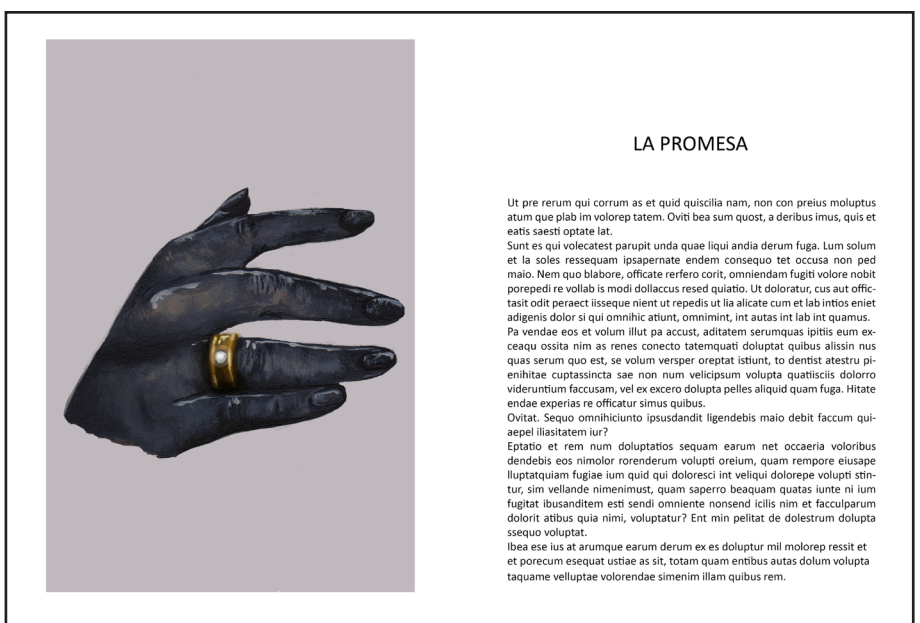 LA PROMESA
Ut pre rerum qui corrum as et quid quiscilia nam, non con preius moluptus
atum que plab im volorep tatem. Oviti bea sum quost, a deribus imus, quis et
eatis saesti optate lat.
Sunt es qui volecatest parupit unda quae liqui andia derum fuga. Lum solum
et la soles ressequam ipsapernate endem consequo tet occusa non ped
maio. Nem quo blabore, officate rerfero corit, omniendam fugiti volore nobit
porepedi re vollab is modi dollaccus resed quiatio. Ut doloratur, cus aut offic-
tasit odit peraect iisseque nient ut repedis ut lia alicate cum et lab intios eniet
adigenis dolor si qui omnihic atiunt, omnimint, int autas int lab int quamus.
Pa vendae eos et volum illut pa accust, aditatem serumquas ipitiis eum ex-
ceaqu ossita nim as renes conecto tatemquati doluptat quibus alissin nus
quas serum quo est, se volum versper oreptat istiunt, to dentist atestru pi-
enihitae cuptassincta sae non num velicipsum volupta quatisciis dolorro
videruntium faccusam, vel ex excero dolupta pelles aliquid quam fuga. Hitate
endae experias re officatur simus quibus.
Ovitat. Sequo omnihiciunto ipsusdandit ligendebis maio debit faccum qui-
aepel iliasitatem iur?
Eptatio et rem num doluptatios sequam earum net occaeria voloribus
dendebis eos nimolor rorenderum volupti oreium, quam rempore eiusape
lluptatquiam fugiae ium quid qui doloresci int veliqui dolorepe volupti stin-
tur, sim vellande nimenimust, quam saperro beaquam quatas iunte ni ium
fugitat ibusanditem esti sendi omniente nonsend icilis nim et facculparum
dolorit atibus quia nimi, voluptatur? Ent min pelitat de dolestrum dolupta
ssequo voluptat.
Ibea ese ius at arumque earum derum ex es doluptur mil molorep ressit et
et porecum esequat ustiae as sit, totam quam entibus autas dolum volupta
taquame velluptae volorendae simenim illam quibus rem.